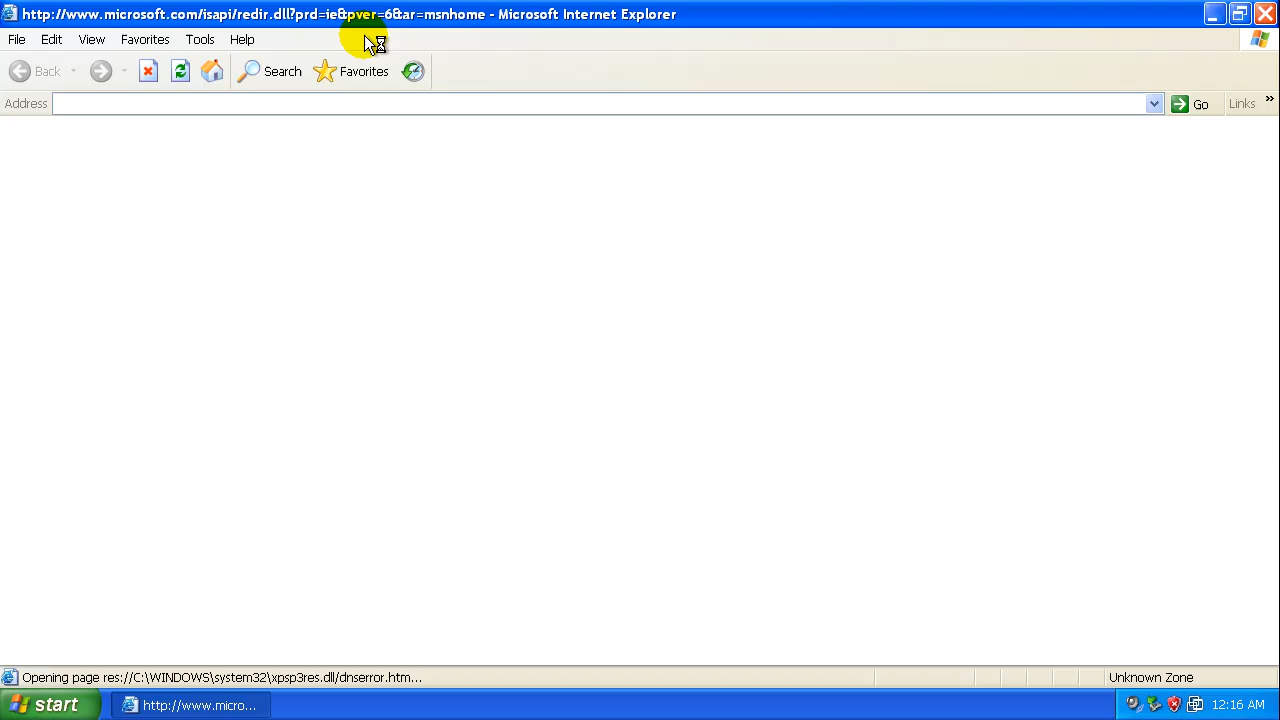 http://www.microsoft.com/isapi/redir.dll?prd=ie&pver=6&tar=msnhome - Microsoft Internet Explorer
File Edit View Favorites Tools Help
Back Search Favorites
Address Go Links »
Opening page res://C:\WINDOWS\system32\xpsp3res.dll/dnserror.htm... Unknown Zone
start http://www.micro... 12:16 AM